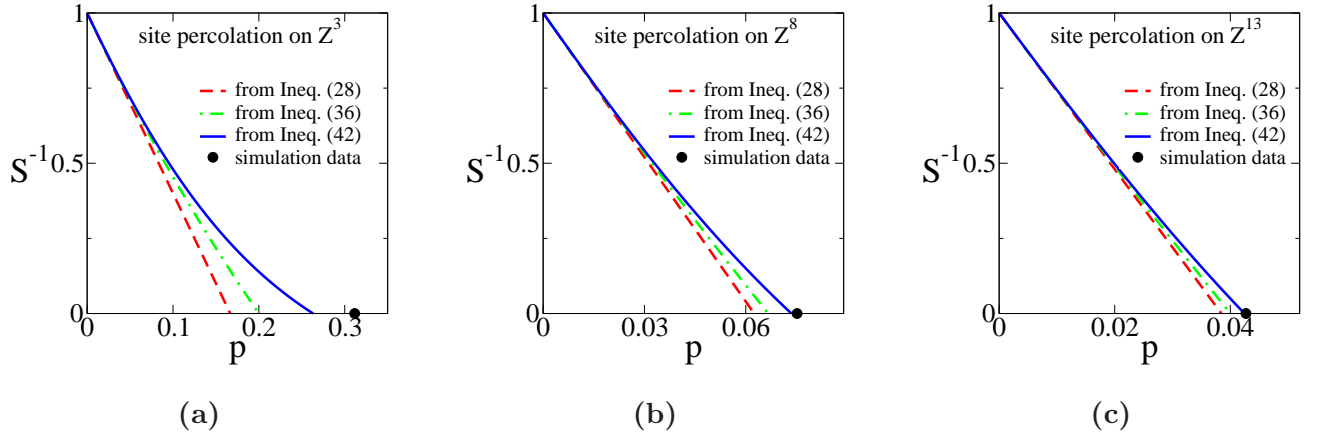 site percolation on Z^3
from Ineq. (28)
from Ineq. (36)
from Ineq. (42)
simulation data
S^-1
1
0.5
0
0 0.1 0.2 0.3
p
(a)
site percolation on Z^8
from Ineq. (28)
from Ineq. (36)
from Ineq. (42)
simulation data
S^-1
1
0.5
0
0 0.03 0.06
p
(b)
site percolation on Z^13
from Ineq. (28)
from Ineq. (36)
from Ineq. (42)
simulation data
S^-1
1
0.5
0
0 0.02 0.04
p
(c)